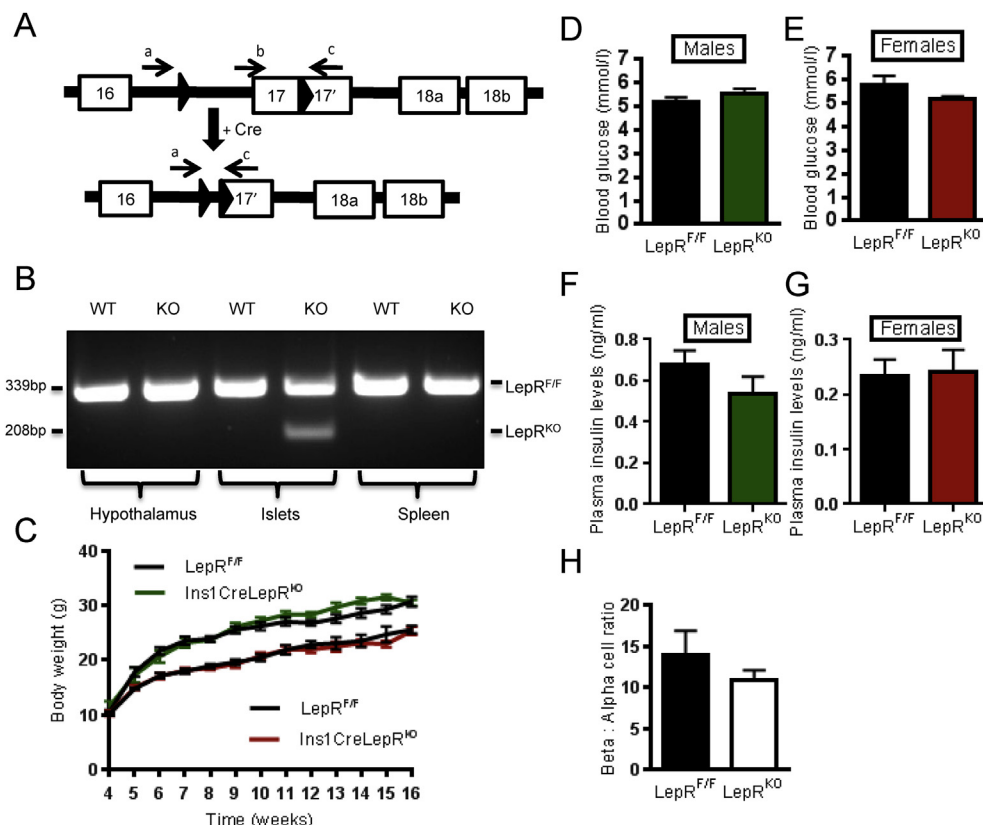 A
a
b
c
16
17
17′
18a
18b
+ Cre
a
c
16
17′
18a
18b
B
WT KO WT KO WT KO
339bp
LepR^F/F
208bp
LepR^KO
Hypothalamus Islets Spleen
C
LepR^F/F
Ins1CreLepR^KO
LepR^F/F
Ins1CreLepR^KO
Body weight (g)
40
30
20
10
0
4 5 6 7 8 9 10 11 12 13 14 15 16
Time (weeks)
D
Males
Blood glucose (mmol/l)
7
6
5
4
3
2
1
0
LepR^F/F LepR^KO
E
Females
Blood glucose (mmol/l)
7
6
5
4
3
2
1
0
LepR^F/F LepR^KO
F
Males
Plasma insulin levels (ng/ml)
0.8
0.6
0.4
0.2
0.0
LepR^F/F LepR^KO
G
Females
Plasma insulin levels (ng/ml)
0.3
0.2
0.1
0.0
LepR^F/F LepR^KO
H
Beta : Alpha cell ratio
20
15
10
5
0
LepR^F/F LepR^KO